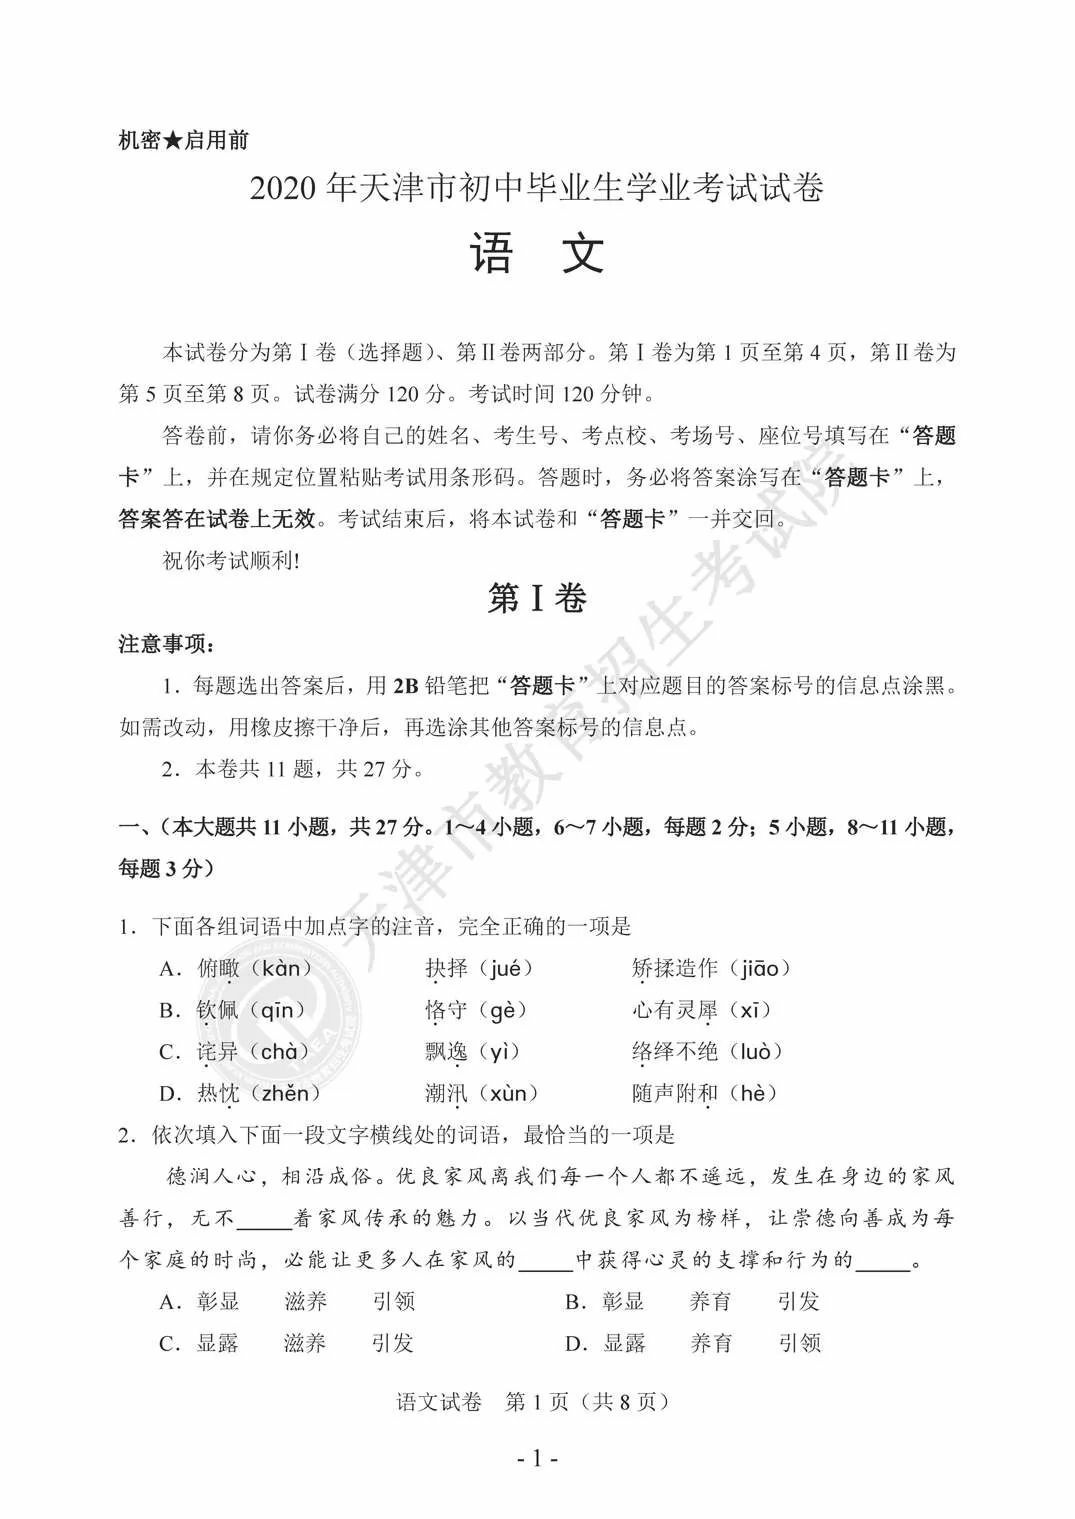 机密★启用前
2020 年天津市初中毕业生学业考试试卷
语 文
本试卷分为第Ⅰ卷（选择题）、第Ⅱ卷两部分。第Ⅰ卷为第 1 页至第 4 页，第Ⅱ卷为
第 5 页至第 8 页。试卷满分 120 分。考试时间 120 分钟。
答卷前，请你务必将自己的姓名、考生号、考点校、考场号、座位号填写在“答题
卡”上，并在规定位置粘贴考试用条形码。答题时，务必将答案涂写在“答题卡”上，
答案答在试卷上无效。考试结束后，将本试卷和“答题卡”一并交回。
祝你考试顺利!
第Ⅰ卷
注意事项：
1．每题选出答案后，用 2B 铅笔把“答题卡”上对应题目的答案标号的信息点涂黑。
如需改动，用橡皮擦干净后，再选涂其他答案标号的信息点。
2．本卷共 11 题，共 27 分。
一、（本大题共 11 小题，共 27 分。1～4 小题，6～7 小题，每题 2 分；5 小题，8～11 小题，
每题 3 分）
1．下面各组词语中加点字的注音，完全正确的一项是
A．俯瞰（kàn） 抉择（jué） 矫揉造作（jiāo）
B．钦佩（qīn） 恪守（gè） 心有灵犀（xī）
C．诧异（chà） 飘逸（yì） 络绎不绝（luò）
D．热忱（zhěn） 潮汛（xùn） 随声附和（hè）
2．依次填入下面一段文字横线处的词语，最恰当的一项是
德润人心，相沿成俗。优良家风离我们每一个人都不遥远，发生在身边的家风
善行，无不_____着家风传承的魅力。以当代优良家风为榜样，让崇德向善成为每
个家庭的时尚，必能让更多人在家风的_____中获得心灵的支撑和行为的_____。
A．彰显 滋养 引领 B．彰显 养育 引发
C．显露 滋养 引发 D．显露 养育 引领
语文试卷 第 1 页（共 8 页）
- 1 -
天津市教育招生考试院